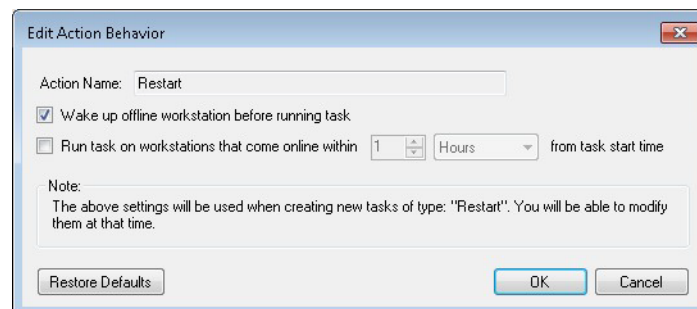 Edit Action Behavior
Action Name: Restart
Wake up offline workstation before running task
Run task on workstations that come online within 1 Hours from task start time
Note:
The above settings will be used when creating new tasks of type: "Restart". You will be able to modify
them at that time.
Restore Defaults OK Cancel